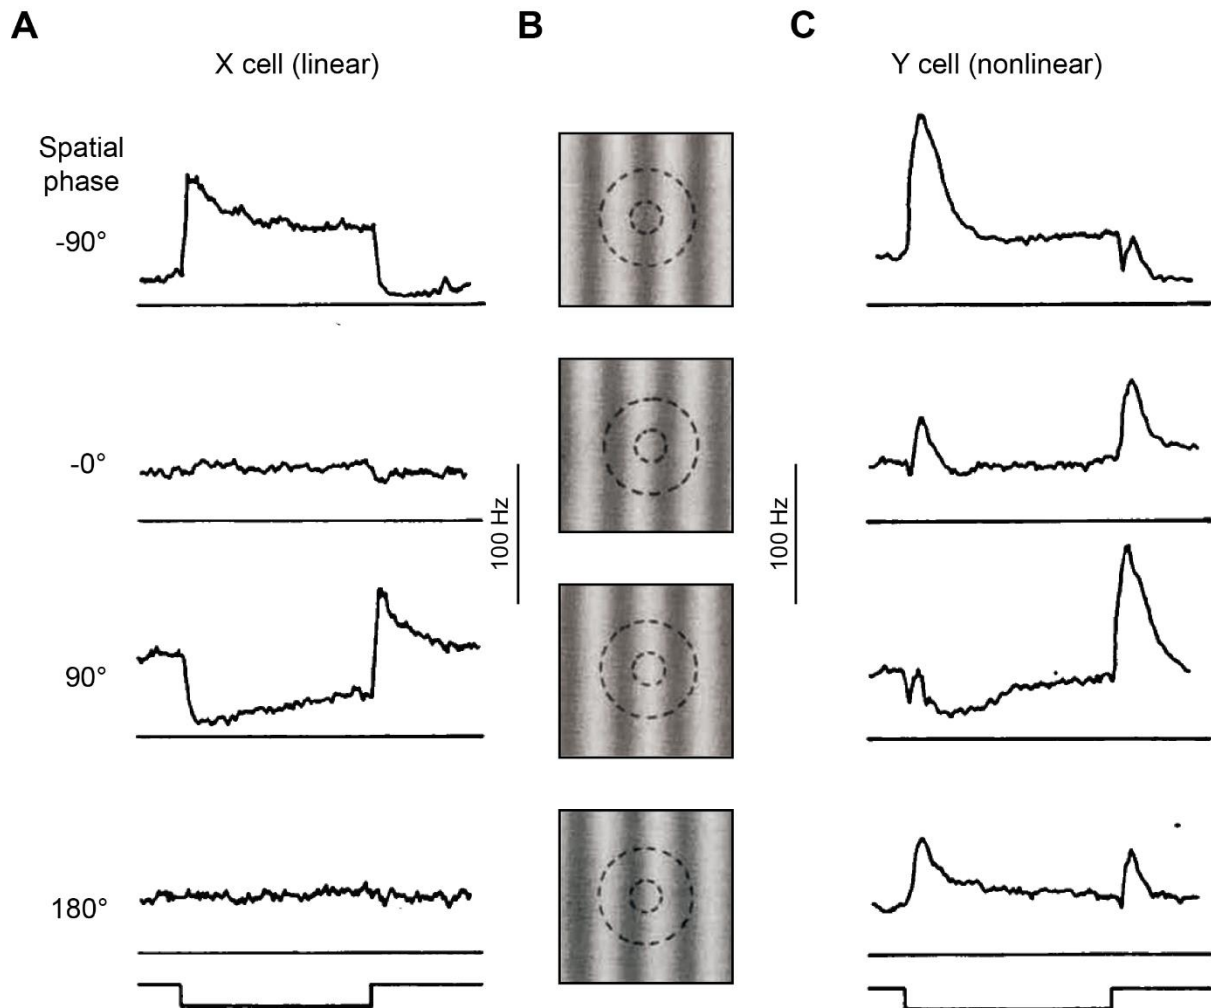 A
B
C
X cell (linear)
Y cell (nonlinear)
Spatial
phase
-90°
-0°
100 Hz
100 Hz
90°
180°